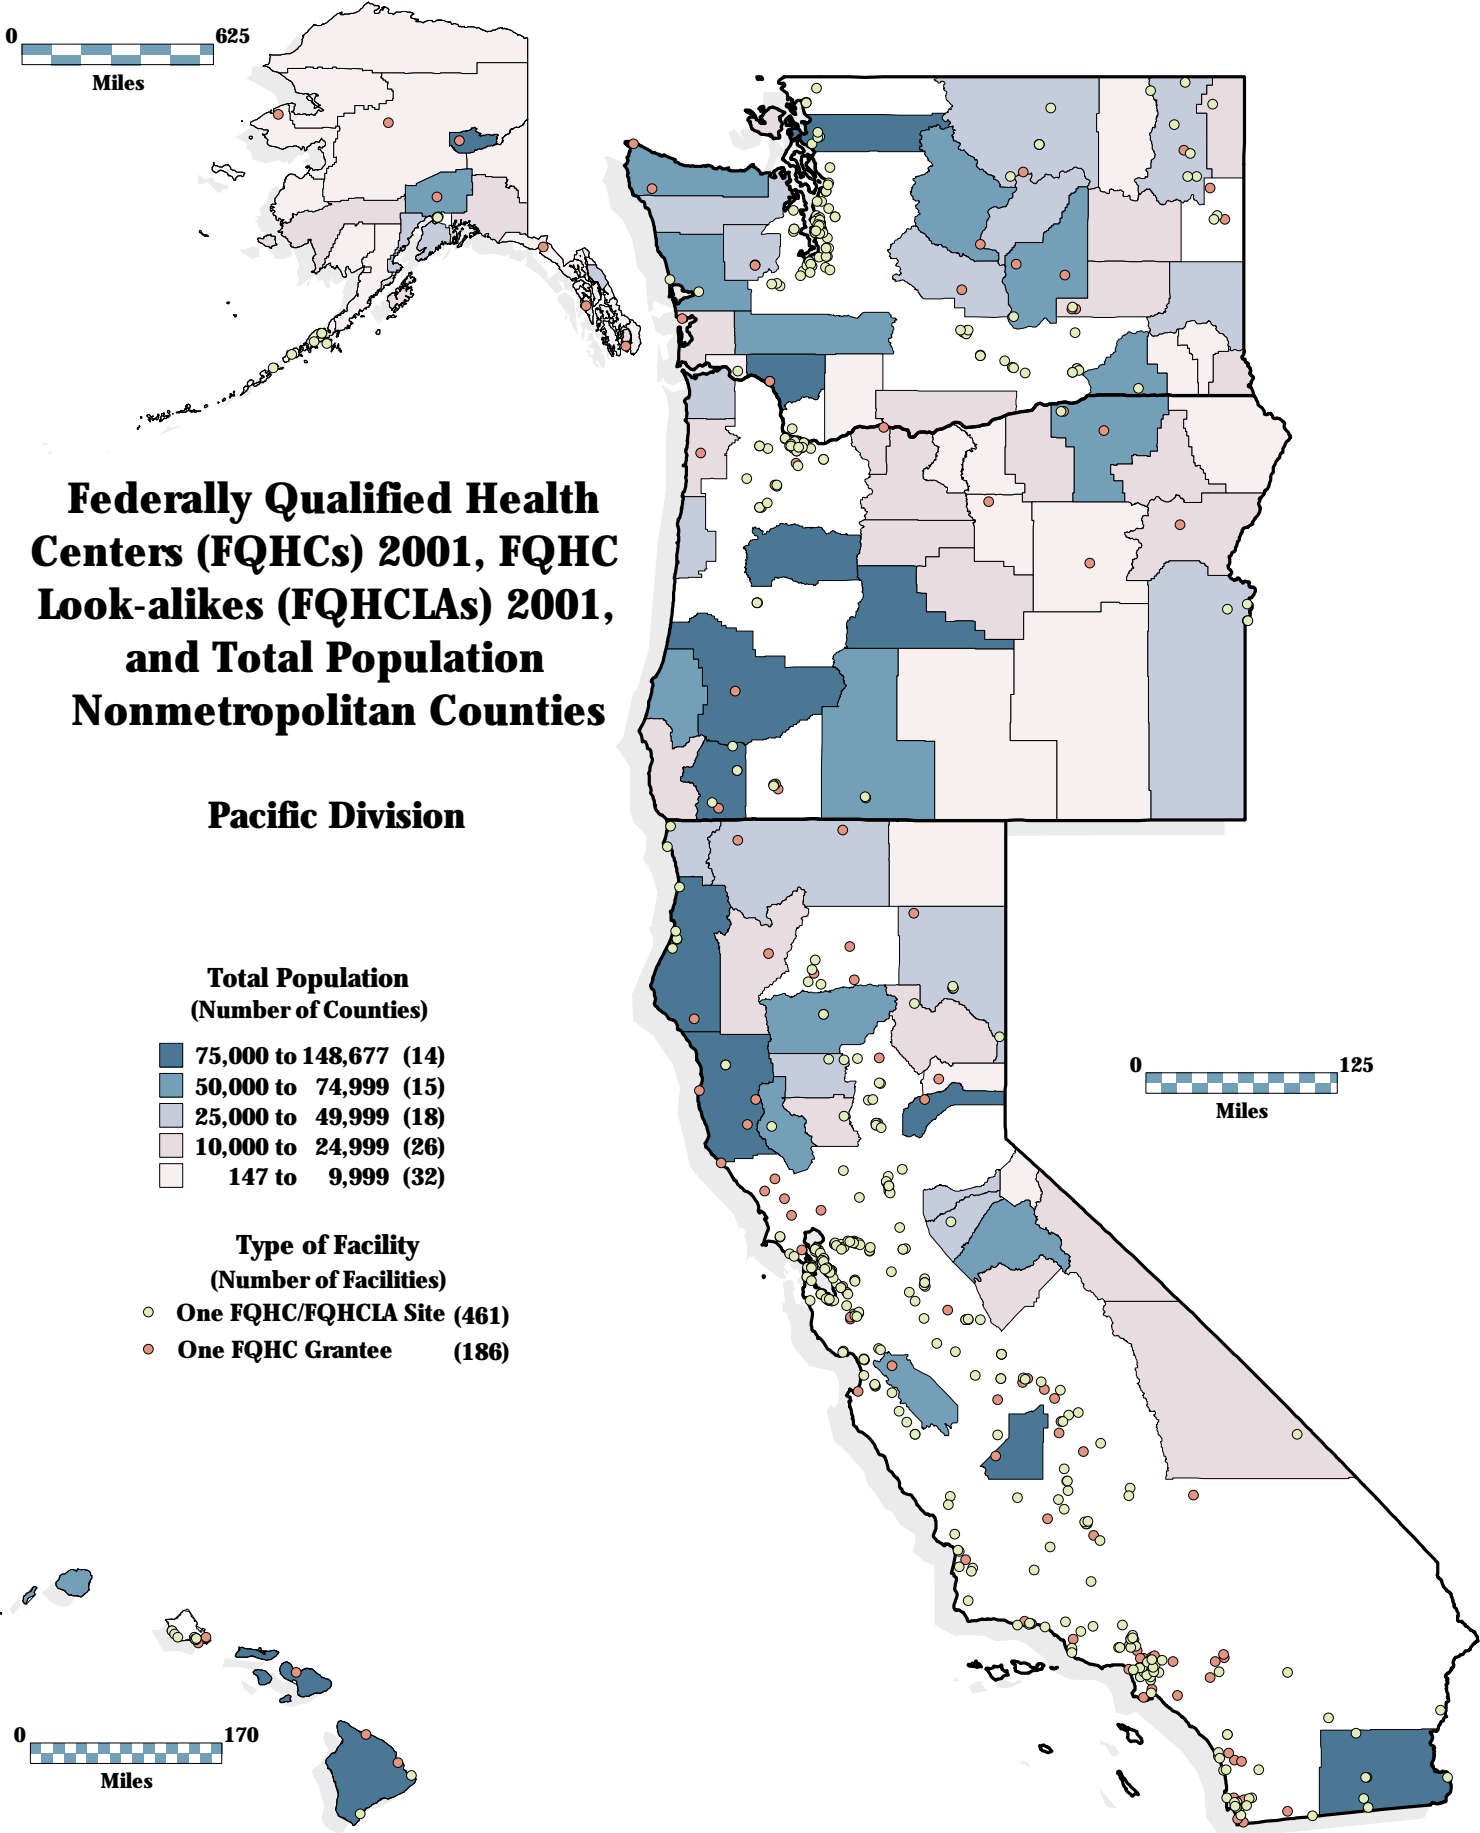 0 625
Miles
Federally Qualified Health
Centers (FQHCs) 2001, FQHC
Look-alikes (FQHCLAs) 2001,
and Total Population
Nonmetropolitan Counties
Pacific Division
Total Population
(Number of Counties)
75,000 to 148,677 (14)
50,000 to 74,999 (15)
25,000 to 49,999 (18)
10,000 to 24,999 (26)
147 to 9,999 (32)
0 125
Miles
Type of Facility
(Number of Facilities)
One FQHC/FQHCLA Site (461)
One FQHC Grantee (186)
0 170
Miles